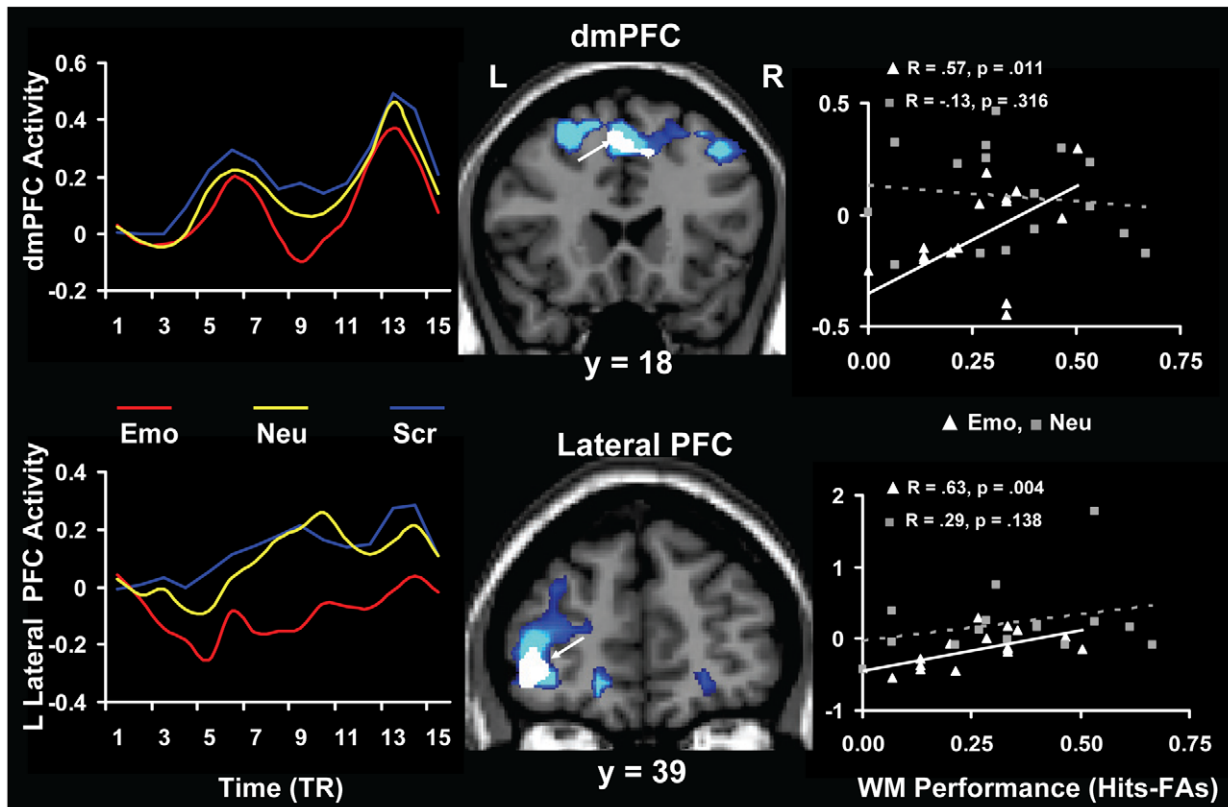 dmPFC
L R
dmPFC Activity
0.6
0.4
0.2
0
-0.2
1 3 5 7 9 11 13 15
y = 18
R = .57, p = .011
R = -.13, p = .316
0.5
0
-0.5
0.00 0.25 0.50 0.75
Emo Neu Scr
Emo, Neu
Lateral PFC
L Lateral PFC Activity
0.4
0.2
0
-0.2
-0.4
1 3 5 7 9 11 13 15
Time (TR)
y = 39
R = .63, p = .004
R = .29, p = .138
2
1
0
-1
0.00 0.25 0.50 0.75
WM Performance (Hits-FAs)